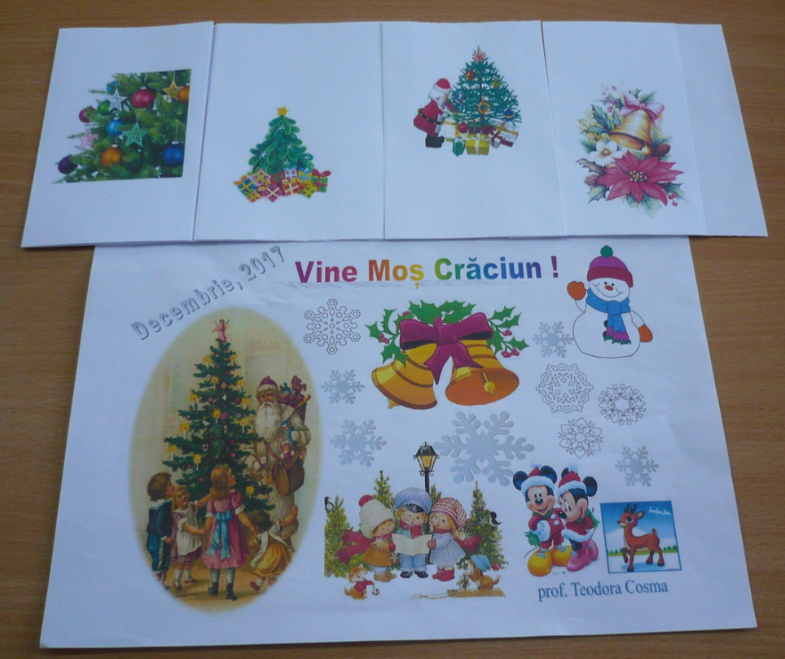 Decembrie, 2017
Vine Moș Crăciun !
prof. Teodora Cosma